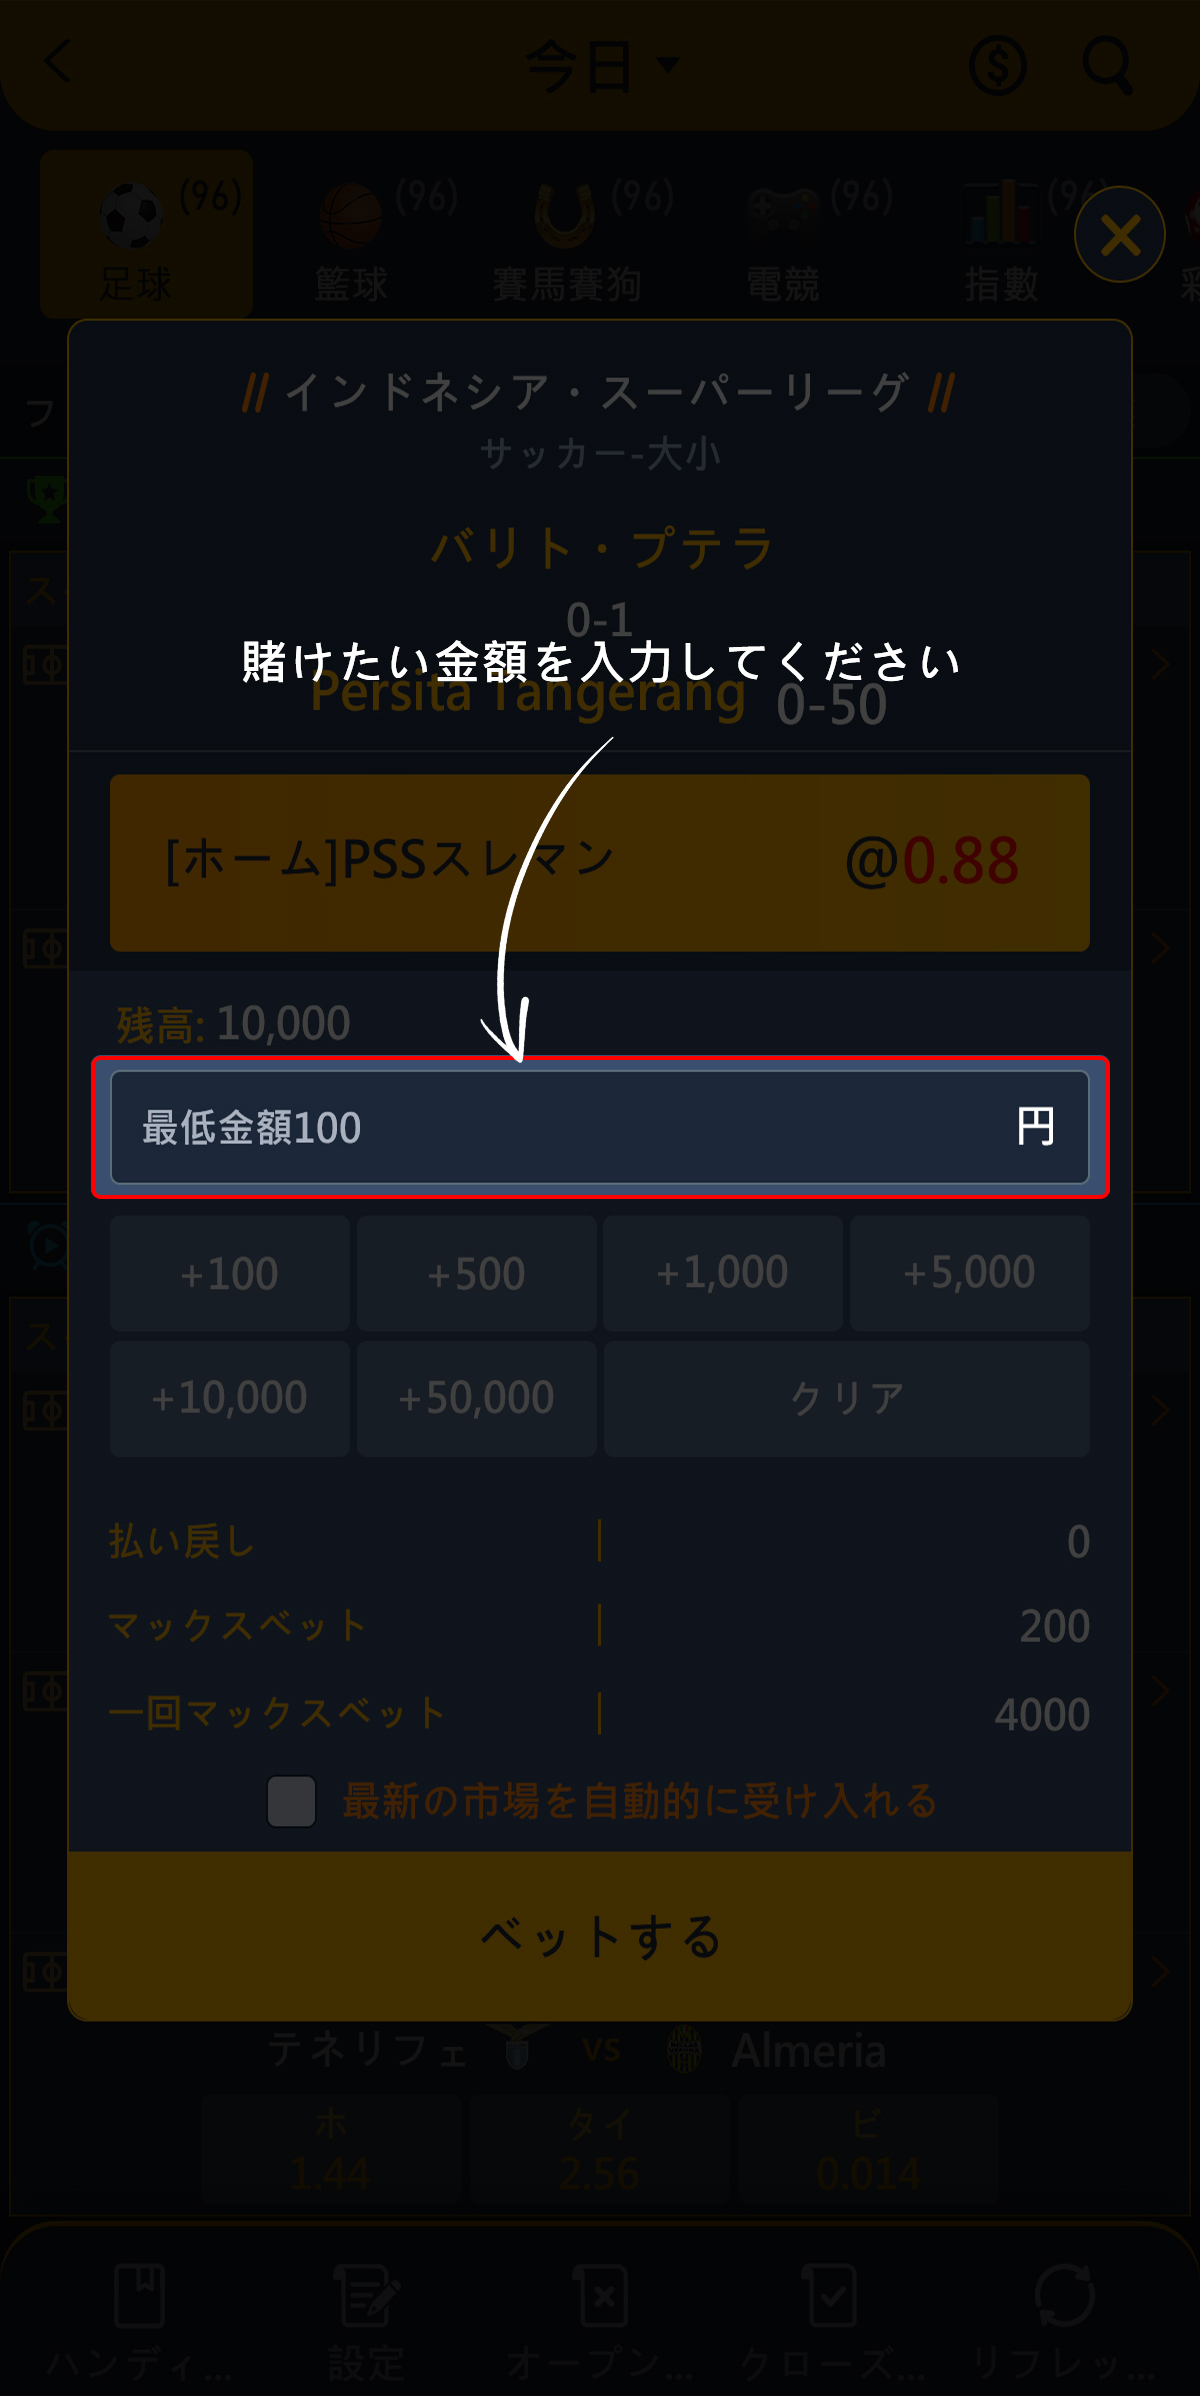 今日
(96) (96) (96) (96) (96)
足球 籃球 賽馬賽狗 電競 指數 彩
フ
インドネシア・スーパーリーグ
サッカー-大小
バリト・プテラ
0-1
賭けたい金額を入力してください
Persita Tangerang 0-50
[ホーム]PSSスレマン @0.88
残高: 10,000
最低金額100 円
+100 +500 +1,000 +5,000
+10,000 +50,000 クリア
払い戻し 0
マックスベット 200
一回マックスベット 4000
最新の市場を自動的に受け入れる
ベットする
テネリフェ VS Almeria
ホ タイ ビ
1.44 2.56 0.014
ハンディ... 設定 オープン... クローズ... リフレッ...